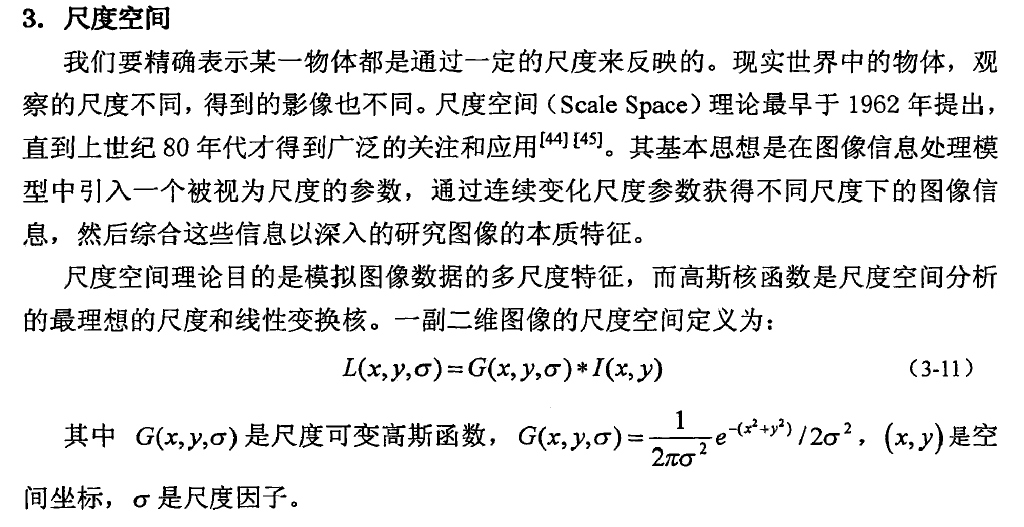 3. 尺度空间
我们要精确表示某一物体都是通过一定的尺度来反映的。现实世界中的物体，观
察的尺度不同，得到的影像也不同。尺度空间（Scale Space）理论最早于 1962 年提出，
直到上世纪 80 年代才得到广泛的关注和应用[44][45]。其基本思想是在图像信息处理模
型中引入一个被视为尺度的参数，通过连续变化尺度参数获得不同尺度下的图像信
息，然后综合这些信息以深入的研究图像的本质特征。
尺度空间理论目的是模拟图像数据的多尺度特征，而高斯核函数是尺度空间分析
的最理想的尺度和线性变换核。一副二维图像的尺度空间定义为：
L(x,y,σ)=G(x,y,σ)*I(x,y) （3-11）
其中 G(x,y,σ) 是尺度可变高斯函数，G(x,y,σ)=\frac{1}{2πσ^2}e^{-(x^2+y^2)}/2σ^2，(x,y)是空
间坐标，σ 是尺度因子。